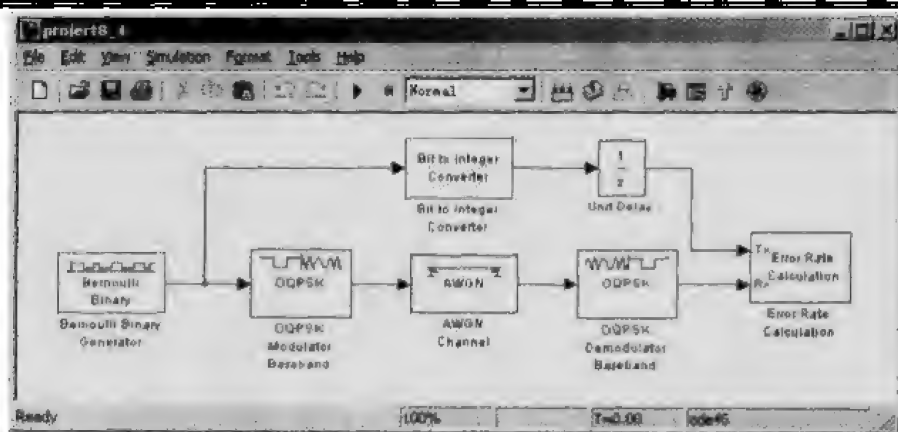 project8_4
File Edit View Simulation Format Tools Help
Normal
Bit to Integer
Converter
Bit to Integer
Converter
1
z
Unit Delay
Bernoulli
Binary
Bernoulli Binary
Generator
OQPSK
OQPSK
Modulator
Baseband
AWGN
AWGN
Channel
OQPSK
OQPSK
Demodulator
Baseband
Tx
Rx
Error Rate
Calculation
Error Rate
Calculation
Ready
100%
T=0.00
ode45